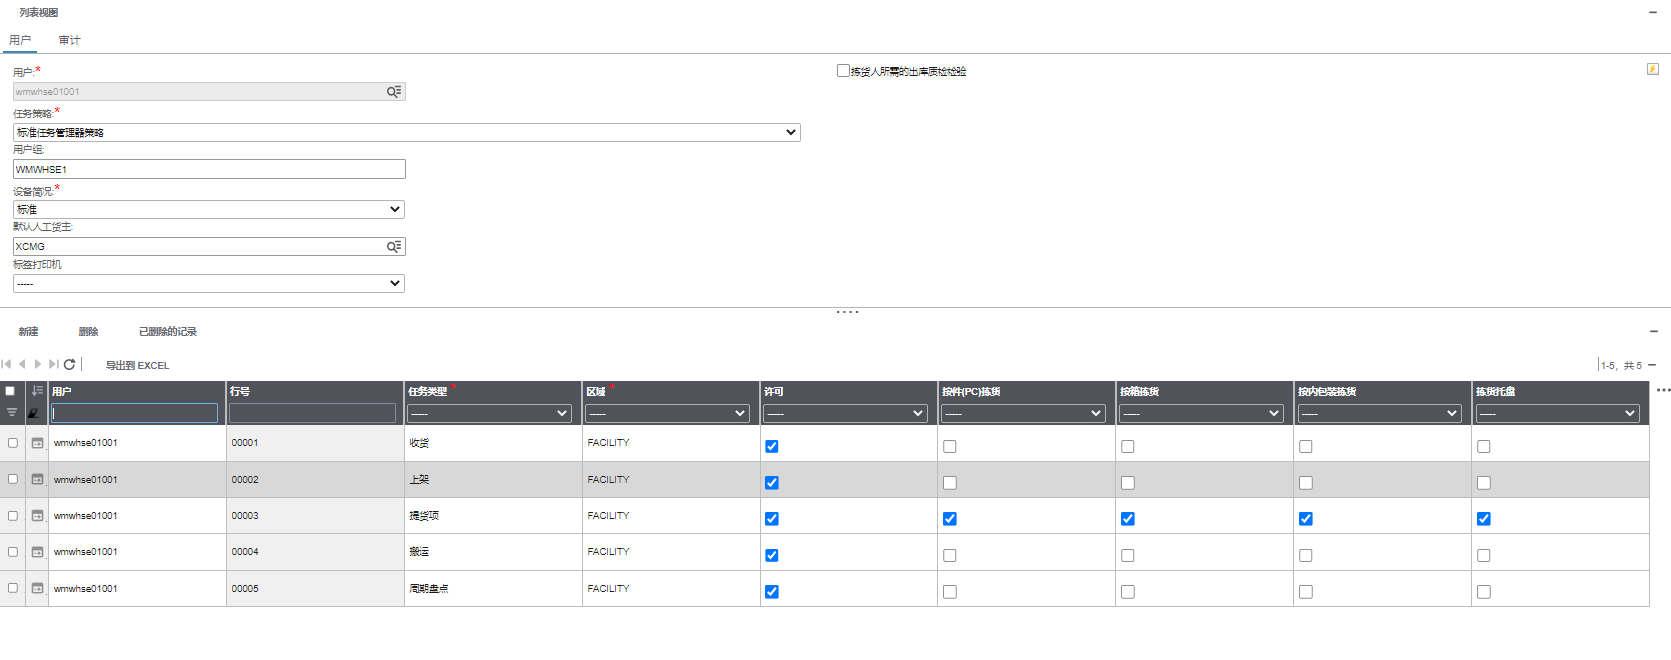 列表视图
用户 审计
用户:*
wmwhse01001
拣货人所需的出库质检检验
任务策略:*
标准任务管理器策略
用户组:
WMWHSE1
设备简况:*
标准
默认人工货主:
XCMG
标签打印机
-----
新建 删除 已删除的记录
导出到 EXCEL 1-5, 共 5
用户 行号 任务类型* 区域* 许可 按件(PC)拣货 按箱拣货 按内包装拣货 拣货托盘
----- ----- ----- ----- ----- ----- -----
wmwhse01001 00001 收货 FACILITY
wmwhse01001 00002 上架 FACILITY
wmwhse01001 00003 提货项 FACILITY
wmwhse01001 00004 搬运 FACILITY
wmwhse01001 00005 周期盘点 FACILITY